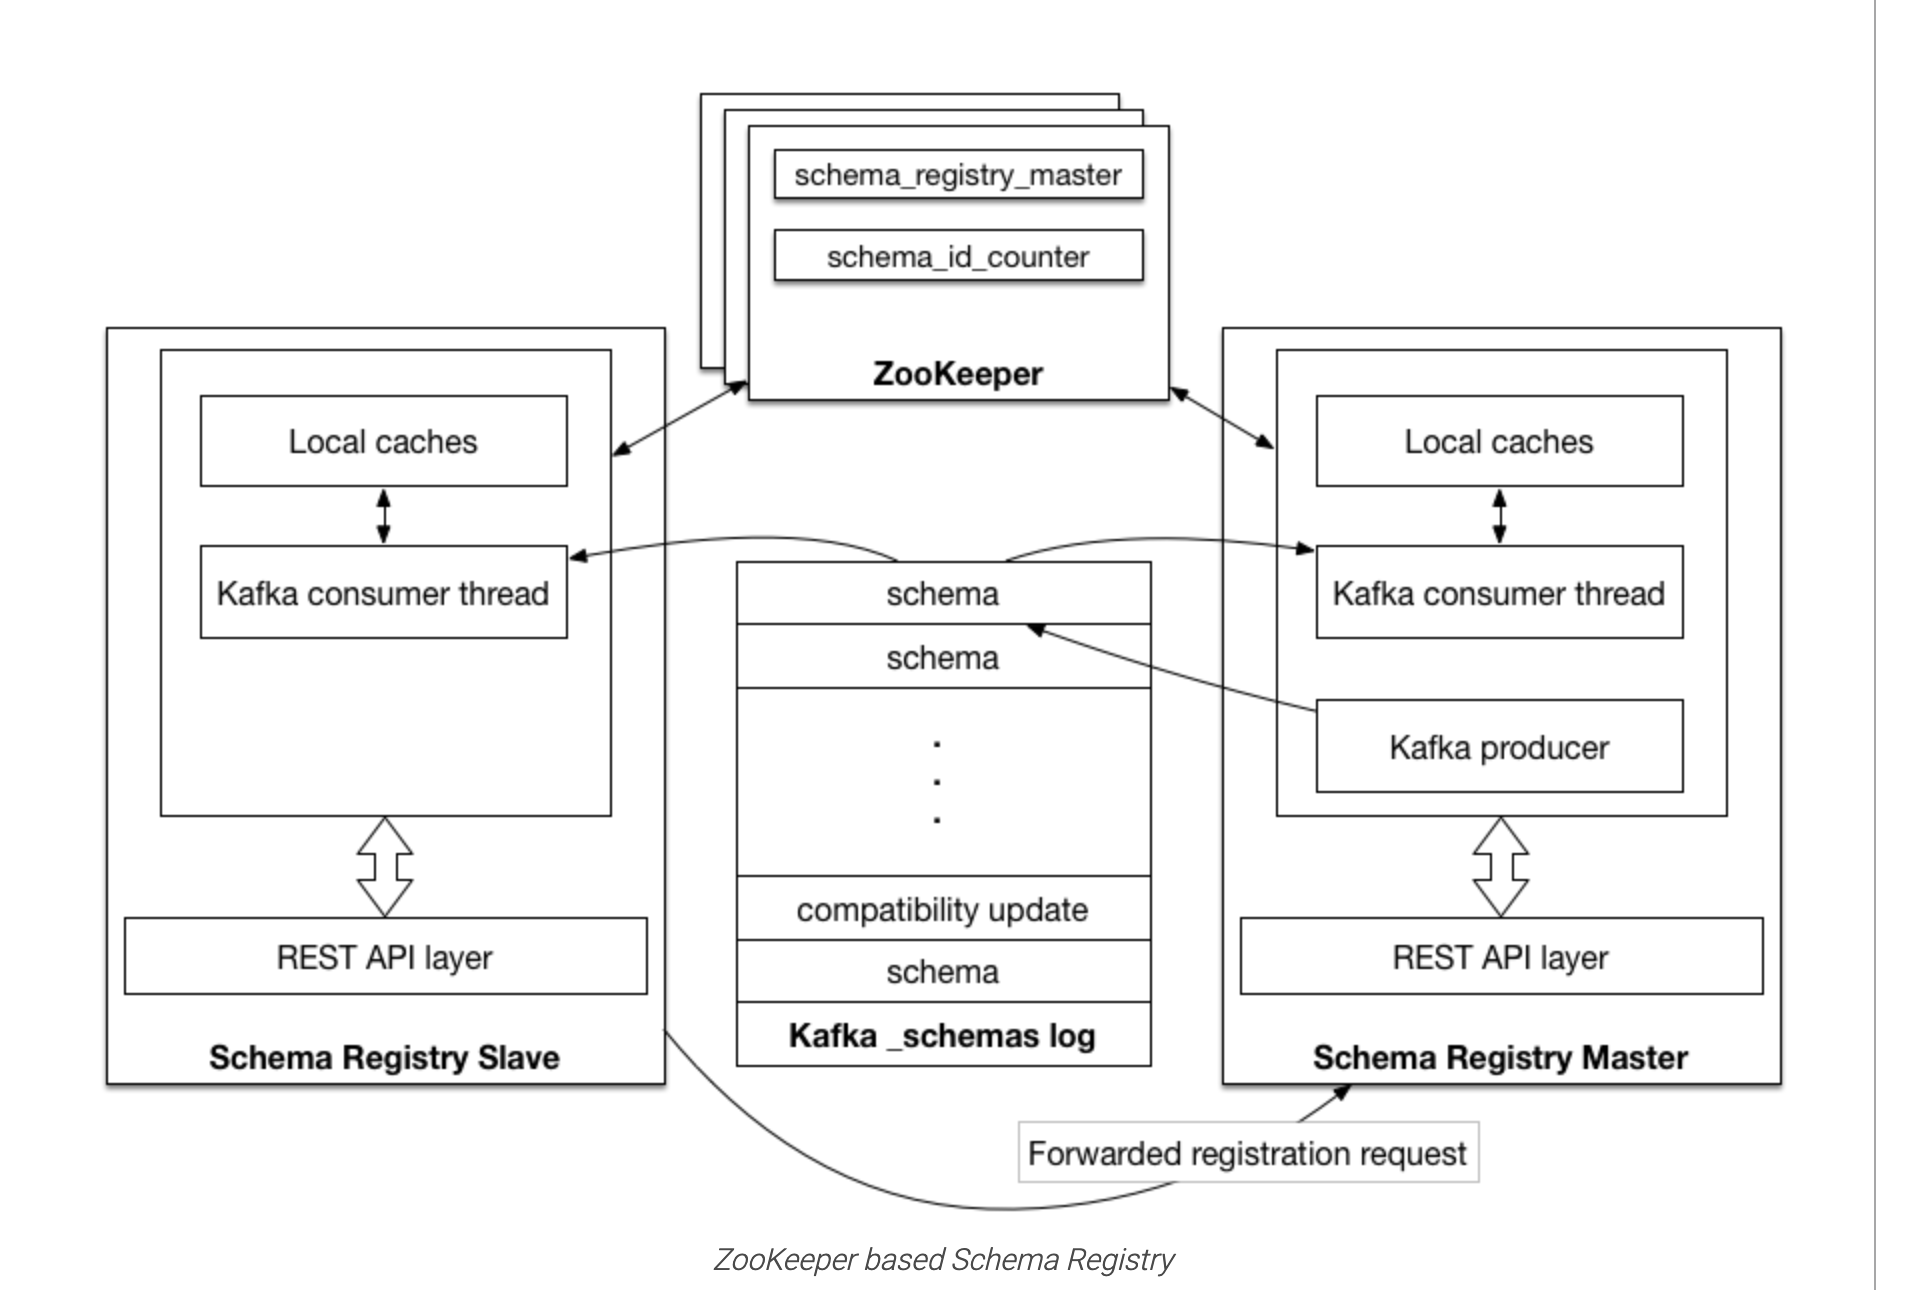 schema_registry_master
schema_id_counter
ZooKeeper
Local caches
Kafka consumer thread
REST API layer
Schema Registry Slave
schema
schema
.
.
.
compatibility update
schema
Kafka _schemas log
Local caches
Kafka consumer thread
Kafka producer
REST API layer
Schema Registry Master
Forwarded registration request
ZooKeeper based Schema Registry